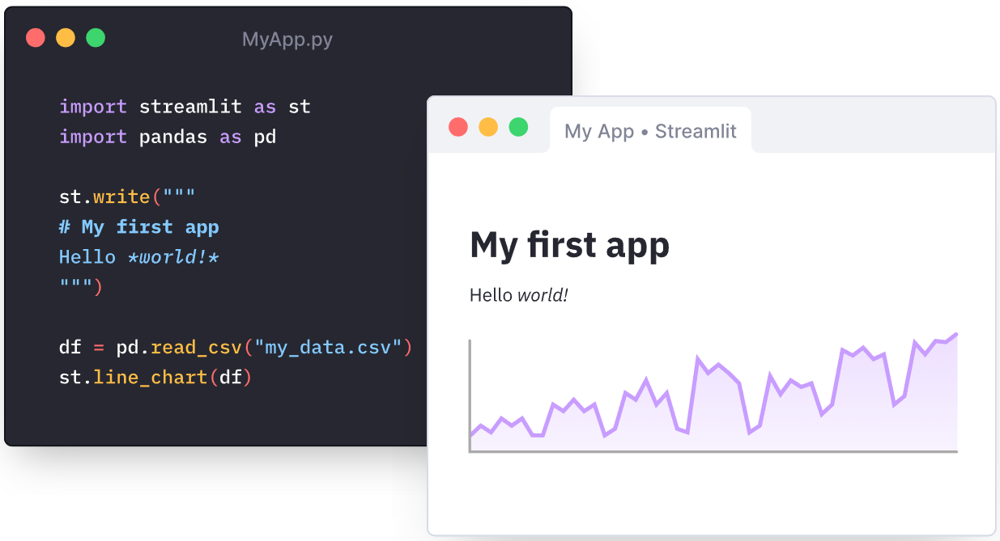 MyApp.py
import streamlit as st
import pandas as pd
st.write("""
# My first app
Hello *world!*
""")
df = pd.read_csv("my_data.csv")
st.line_chart(df)
My App • Streamlit
My first app
Hello world!